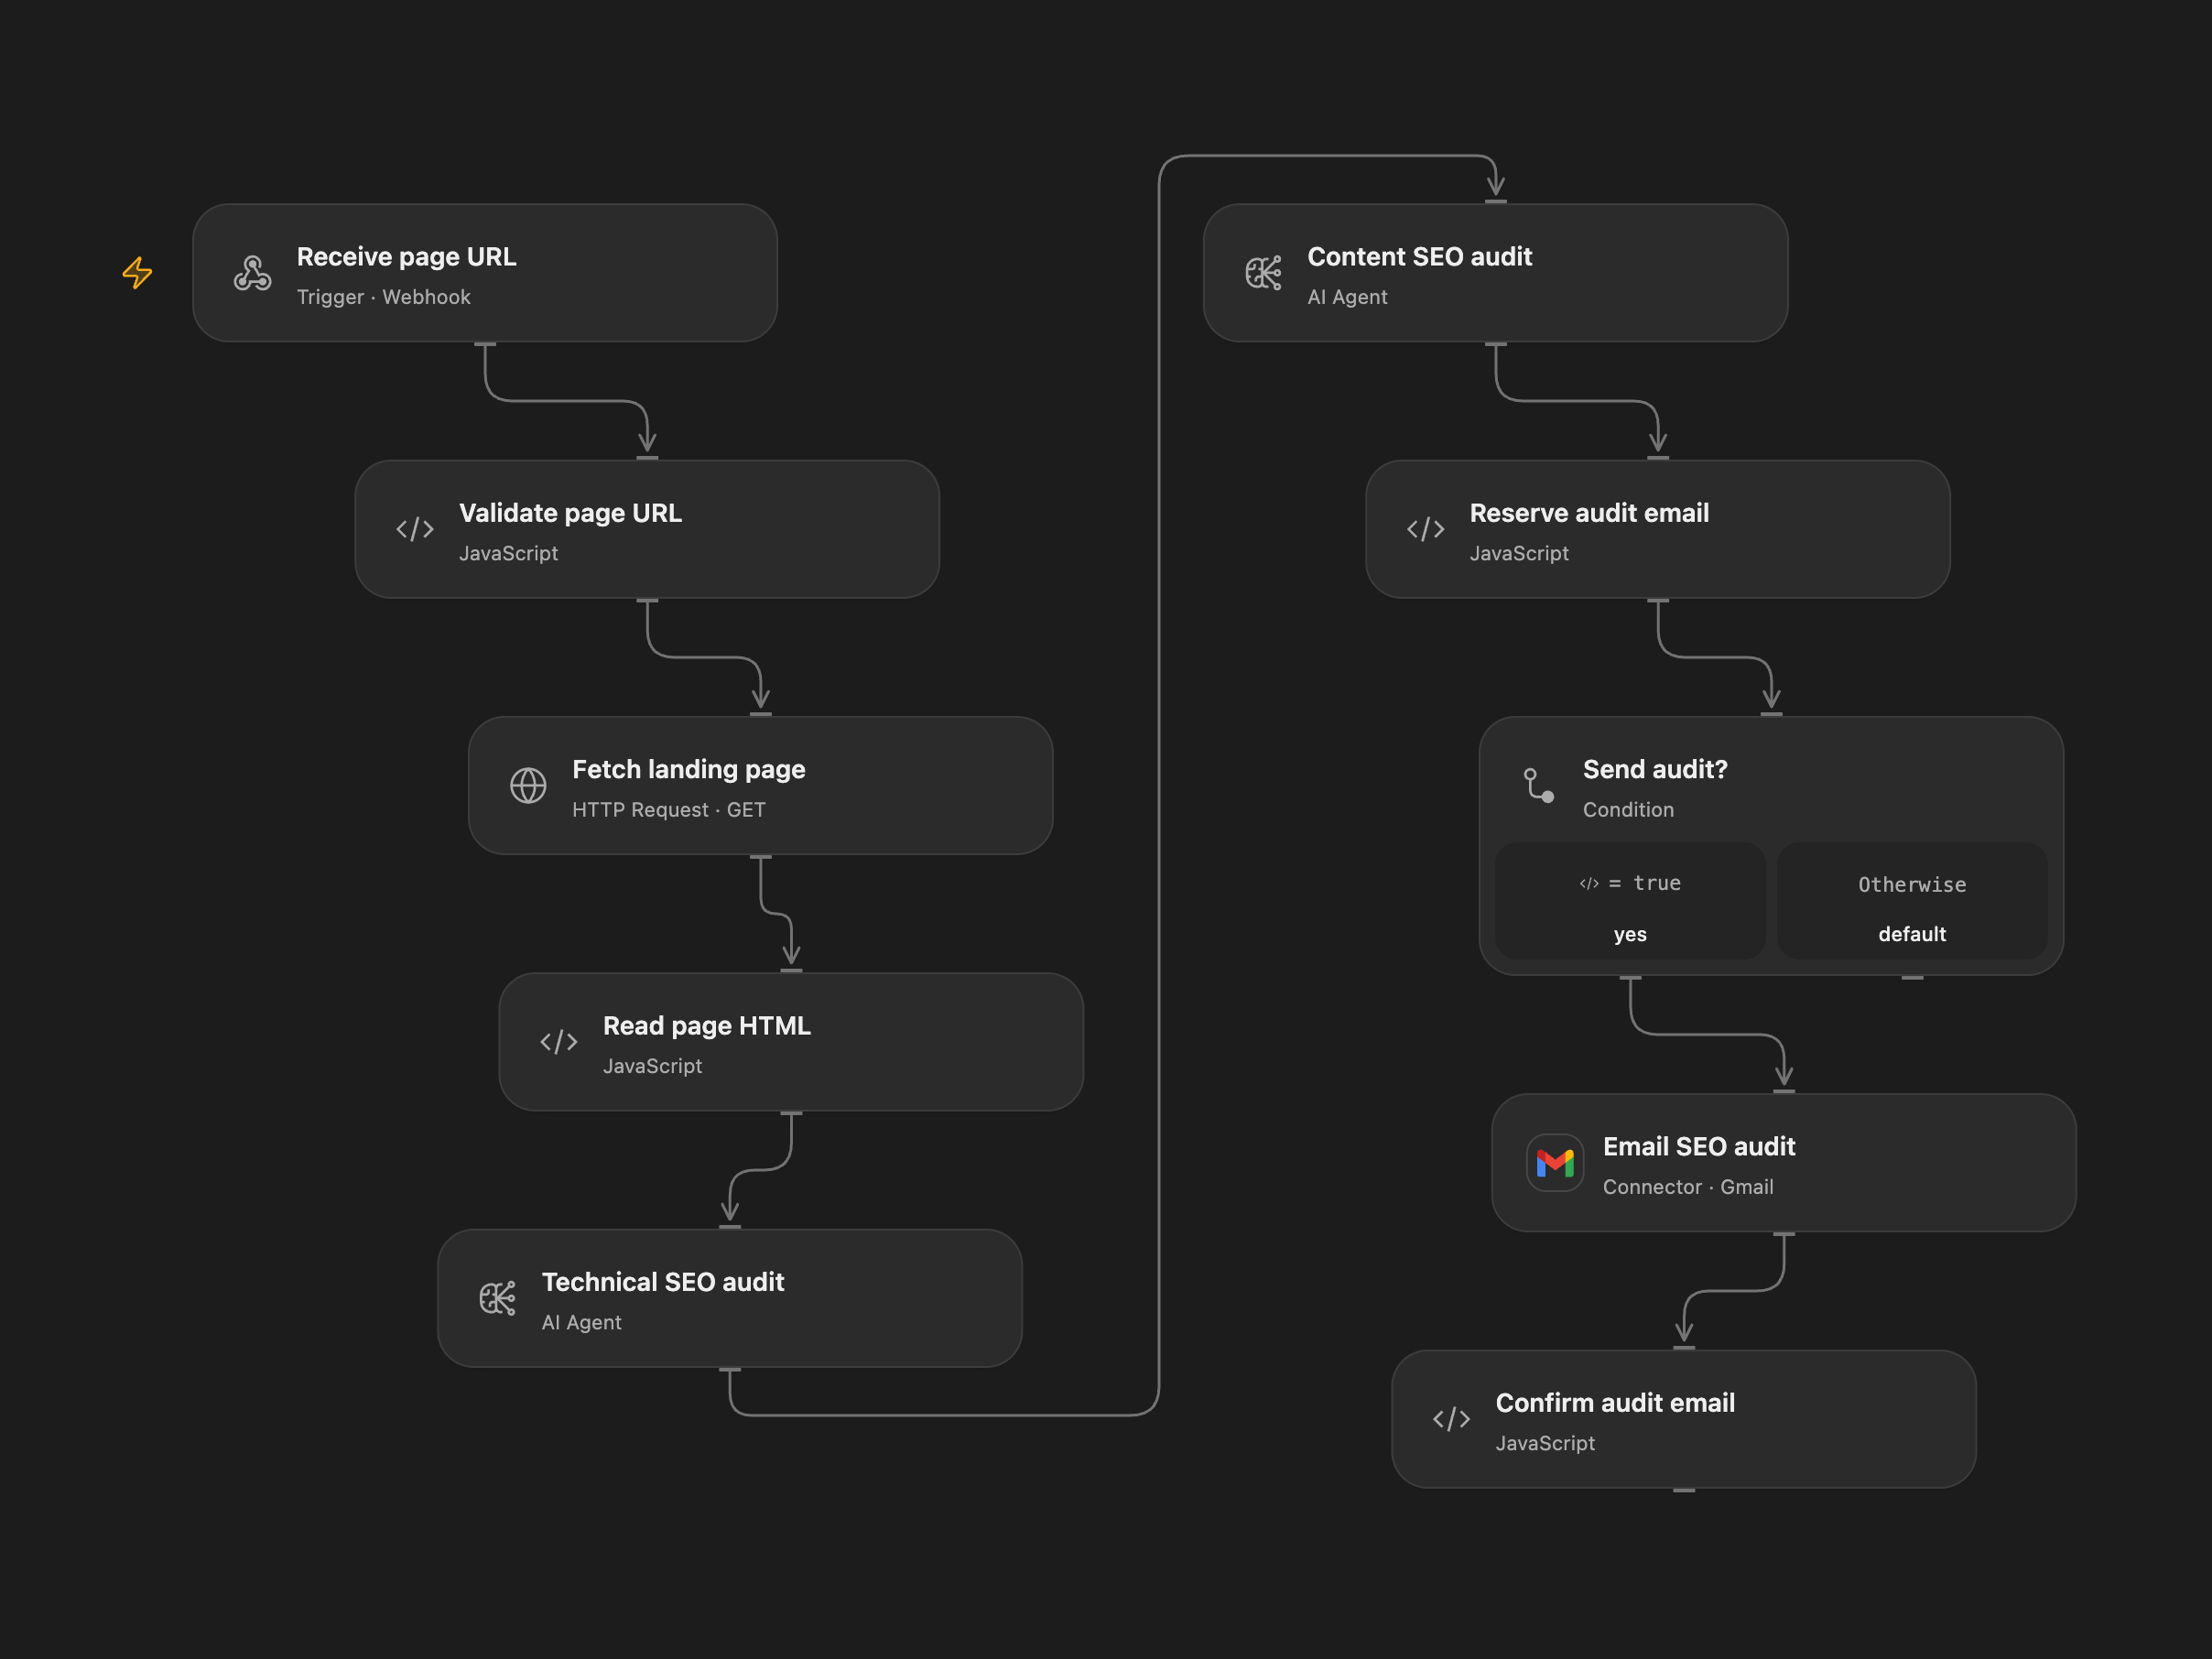 Receive page URL
Trigger · Webhook
Validate page URL
JavaScript
Fetch landing page
HTTP Request · GET
Read page HTML
JavaScript
Technical SEO audit
AI Agent
Content SEO audit
AI Agent
Reserve audit email
JavaScript
Send audit?
Condition
</> = true
yes
Otherwise
default
Email SEO audit
Connector · Gmail
Confirm audit email
JavaScript